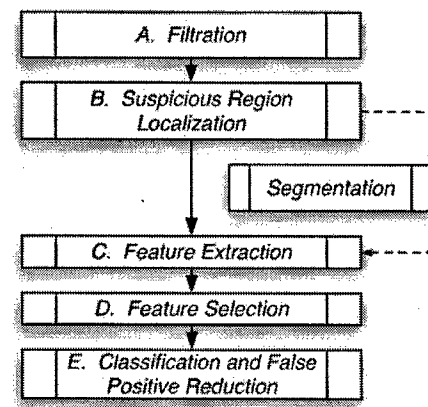 A. Filtration
B. Suspicious Region
Localization
Segmentation
C. Feature Extraction
D. Feature Selection
E. Classification and False
Positive Reduction